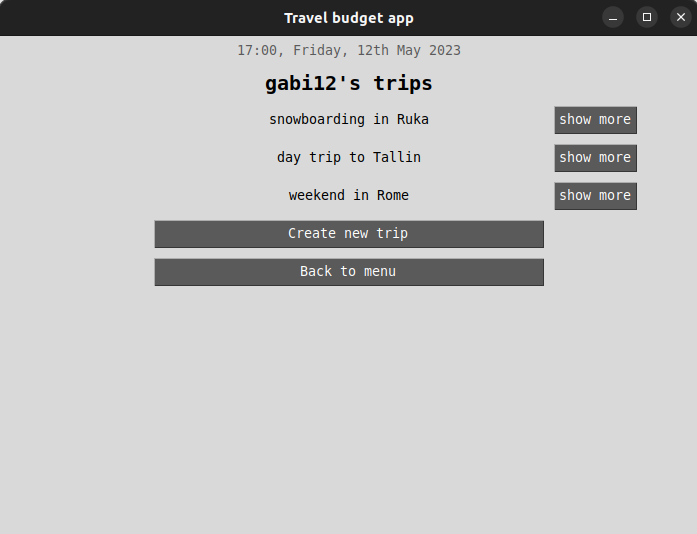 Travel budget app
17:00, Friday, 12th May 2023
gabi12's trips
snowboarding in Ruka show more
day trip to Tallin show more
weekend in Rome show more
Create new trip
Back to menu